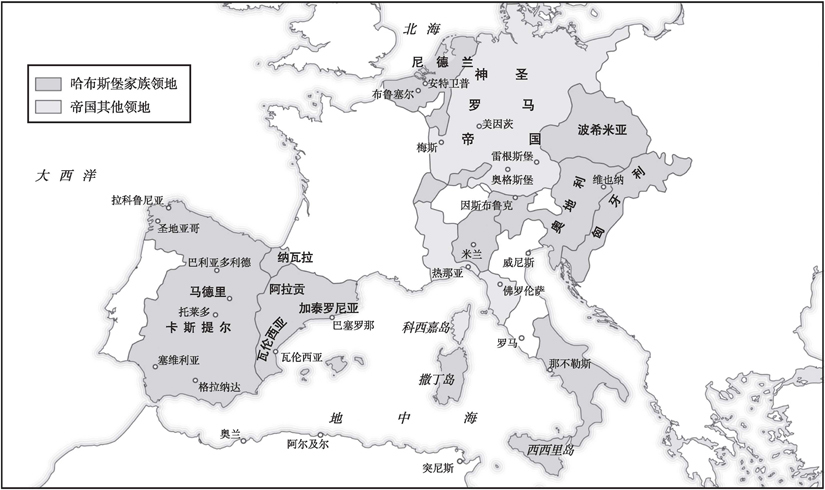 北海
哈布斯堡家族领地
帝国其他领地
尼德兰
安特卫普
布鲁塞尔
神圣
罗马
帝国
美因茨
梅斯
波希米亚
雷根斯堡
奥格斯堡
维也纳
奥地利
匈牙利
因斯布鲁克
大西洋
拉科鲁尼亚
圣地亚哥
巴利亚多利德
纳瓦拉
米兰
威尼斯
热那亚
马德里
阿拉贡
佛罗伦萨
托莱多
加泰罗尼亚
卡斯提尔
巴塞罗那
科西嘉岛
瓦伦西亚
瓦伦西亚
罗马
塞维利亚
那不勒斯
格拉纳达
撒丁岛
地中海
奥兰
阿尔及尔
西西里岛
突尼斯